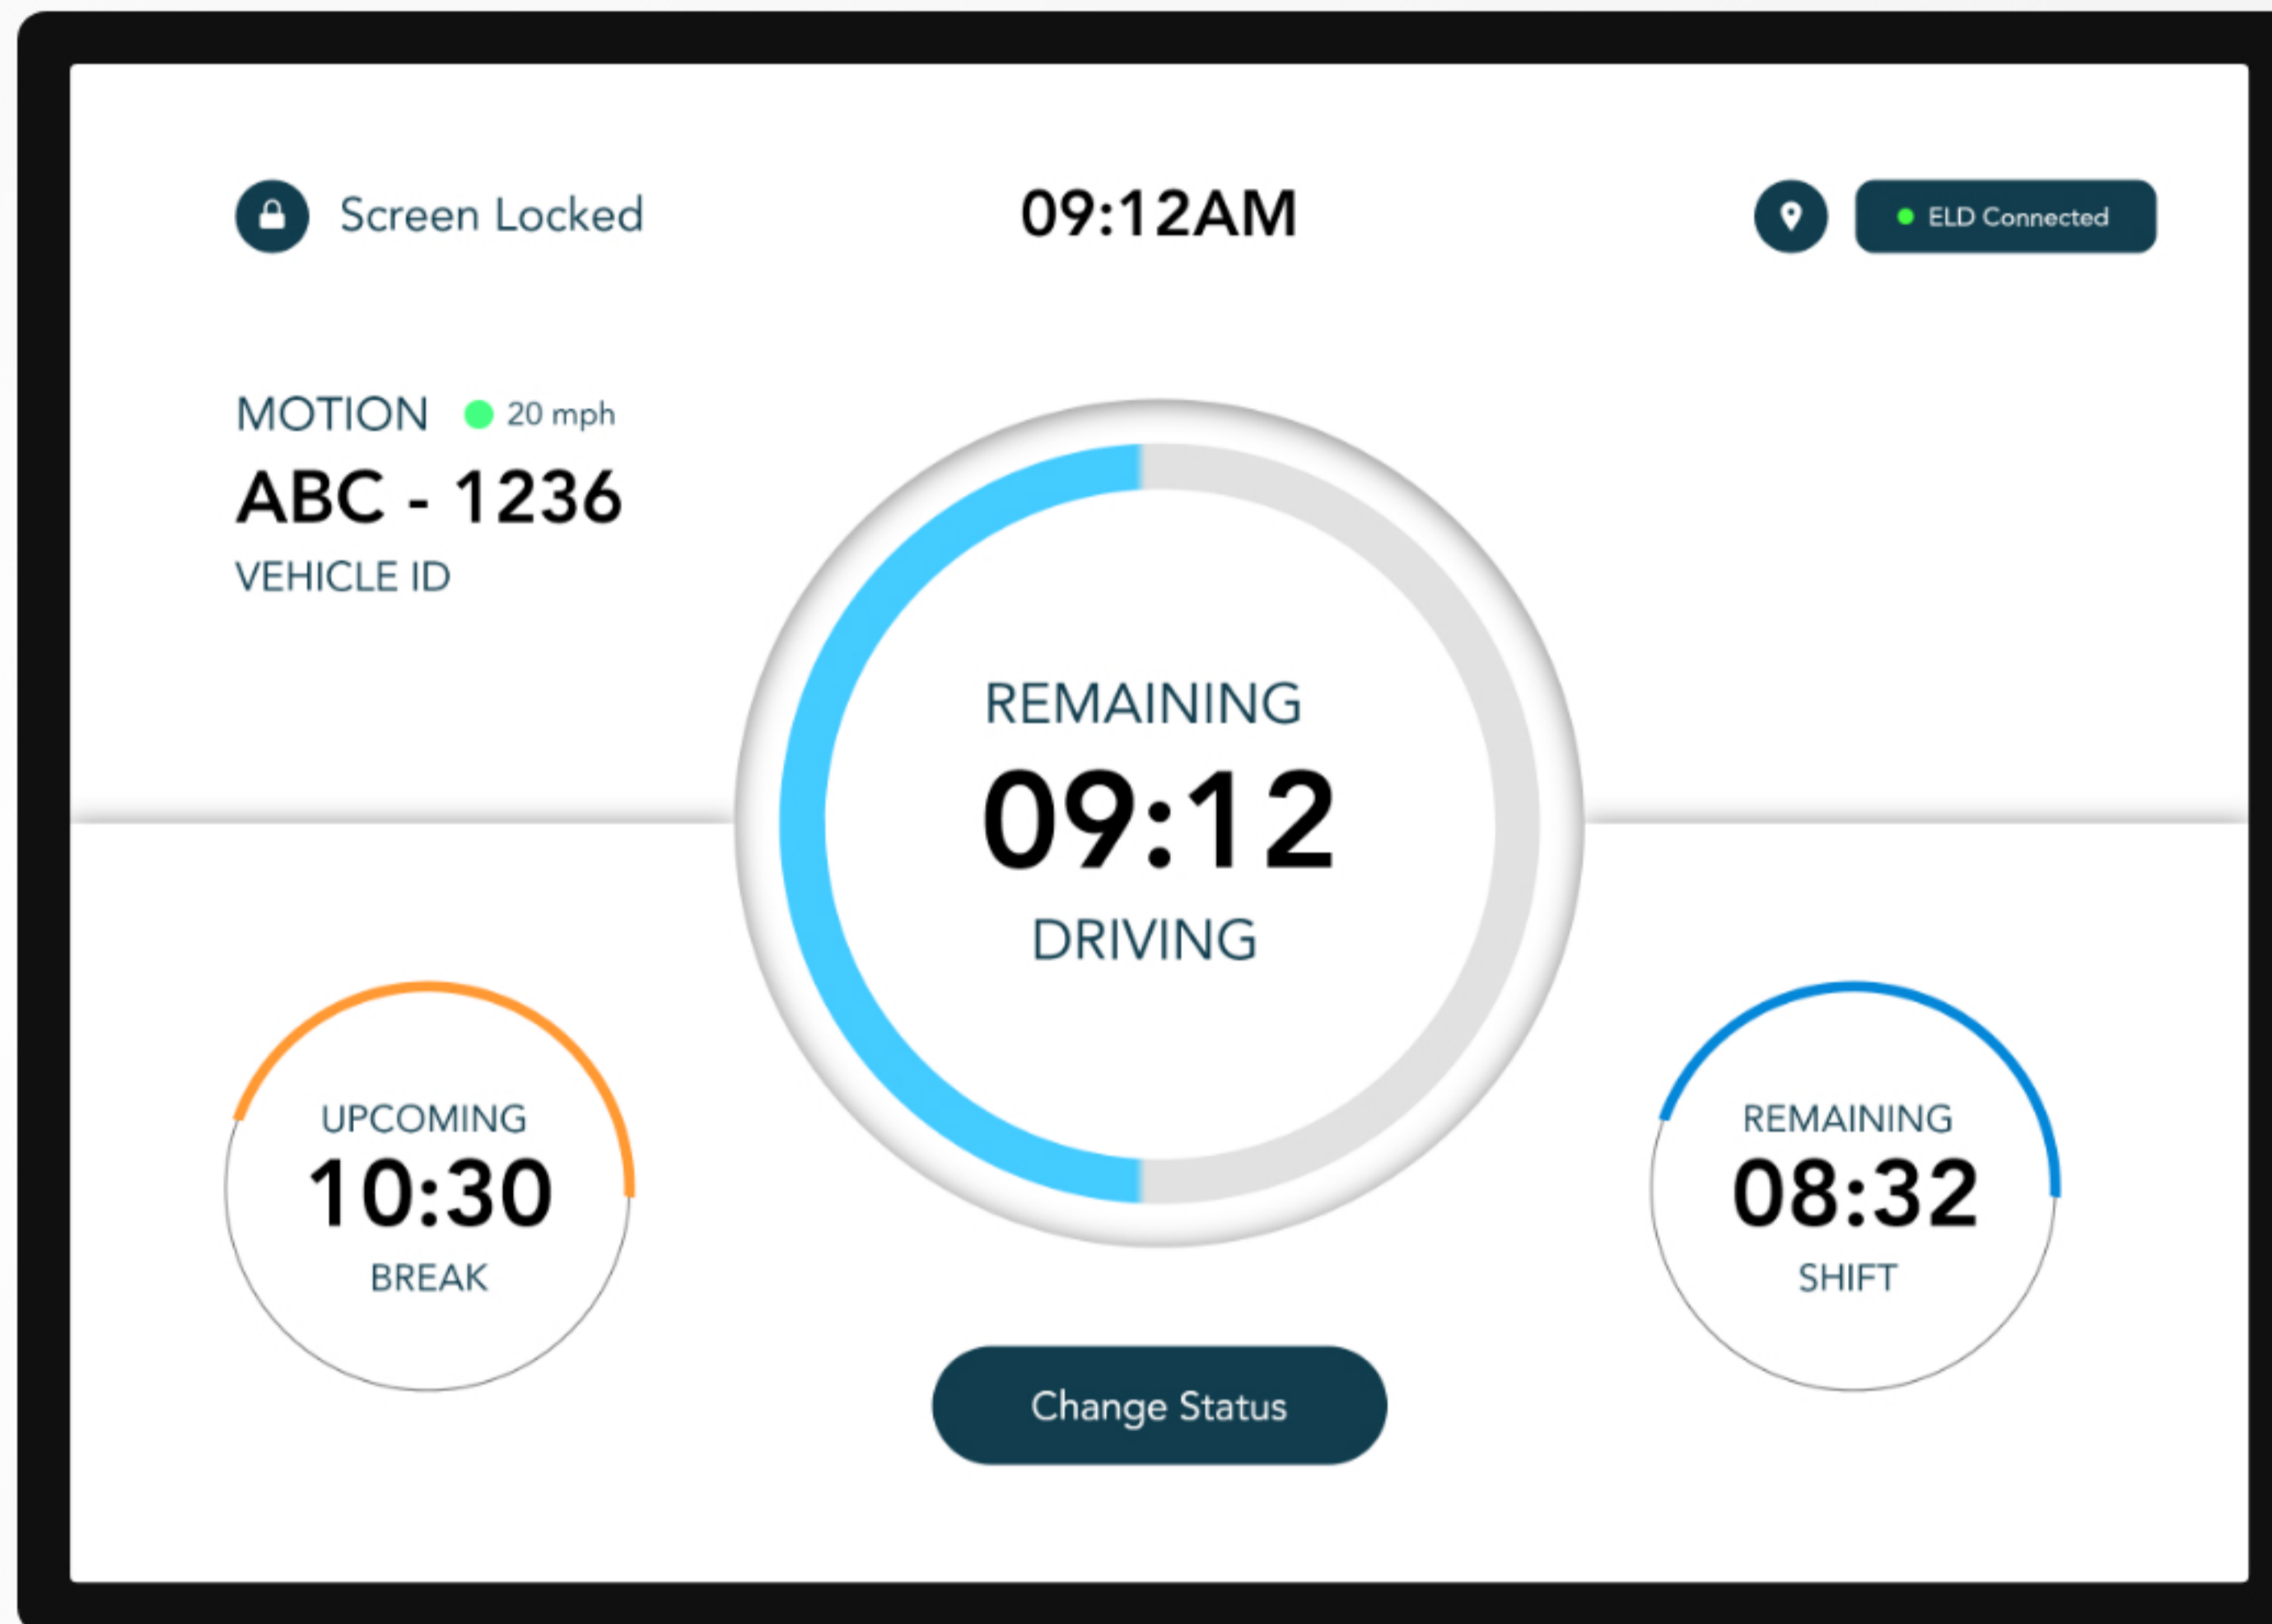 Screen Locked
09:12AM
ELD Connected
MOTION 20 mph
ABC - 1236
VEHICLE ID
REMAINING
09:12
DRIVING
UPCOMING
10:30
BREAK
REMAINING
08:32
SHIFT
Change Status